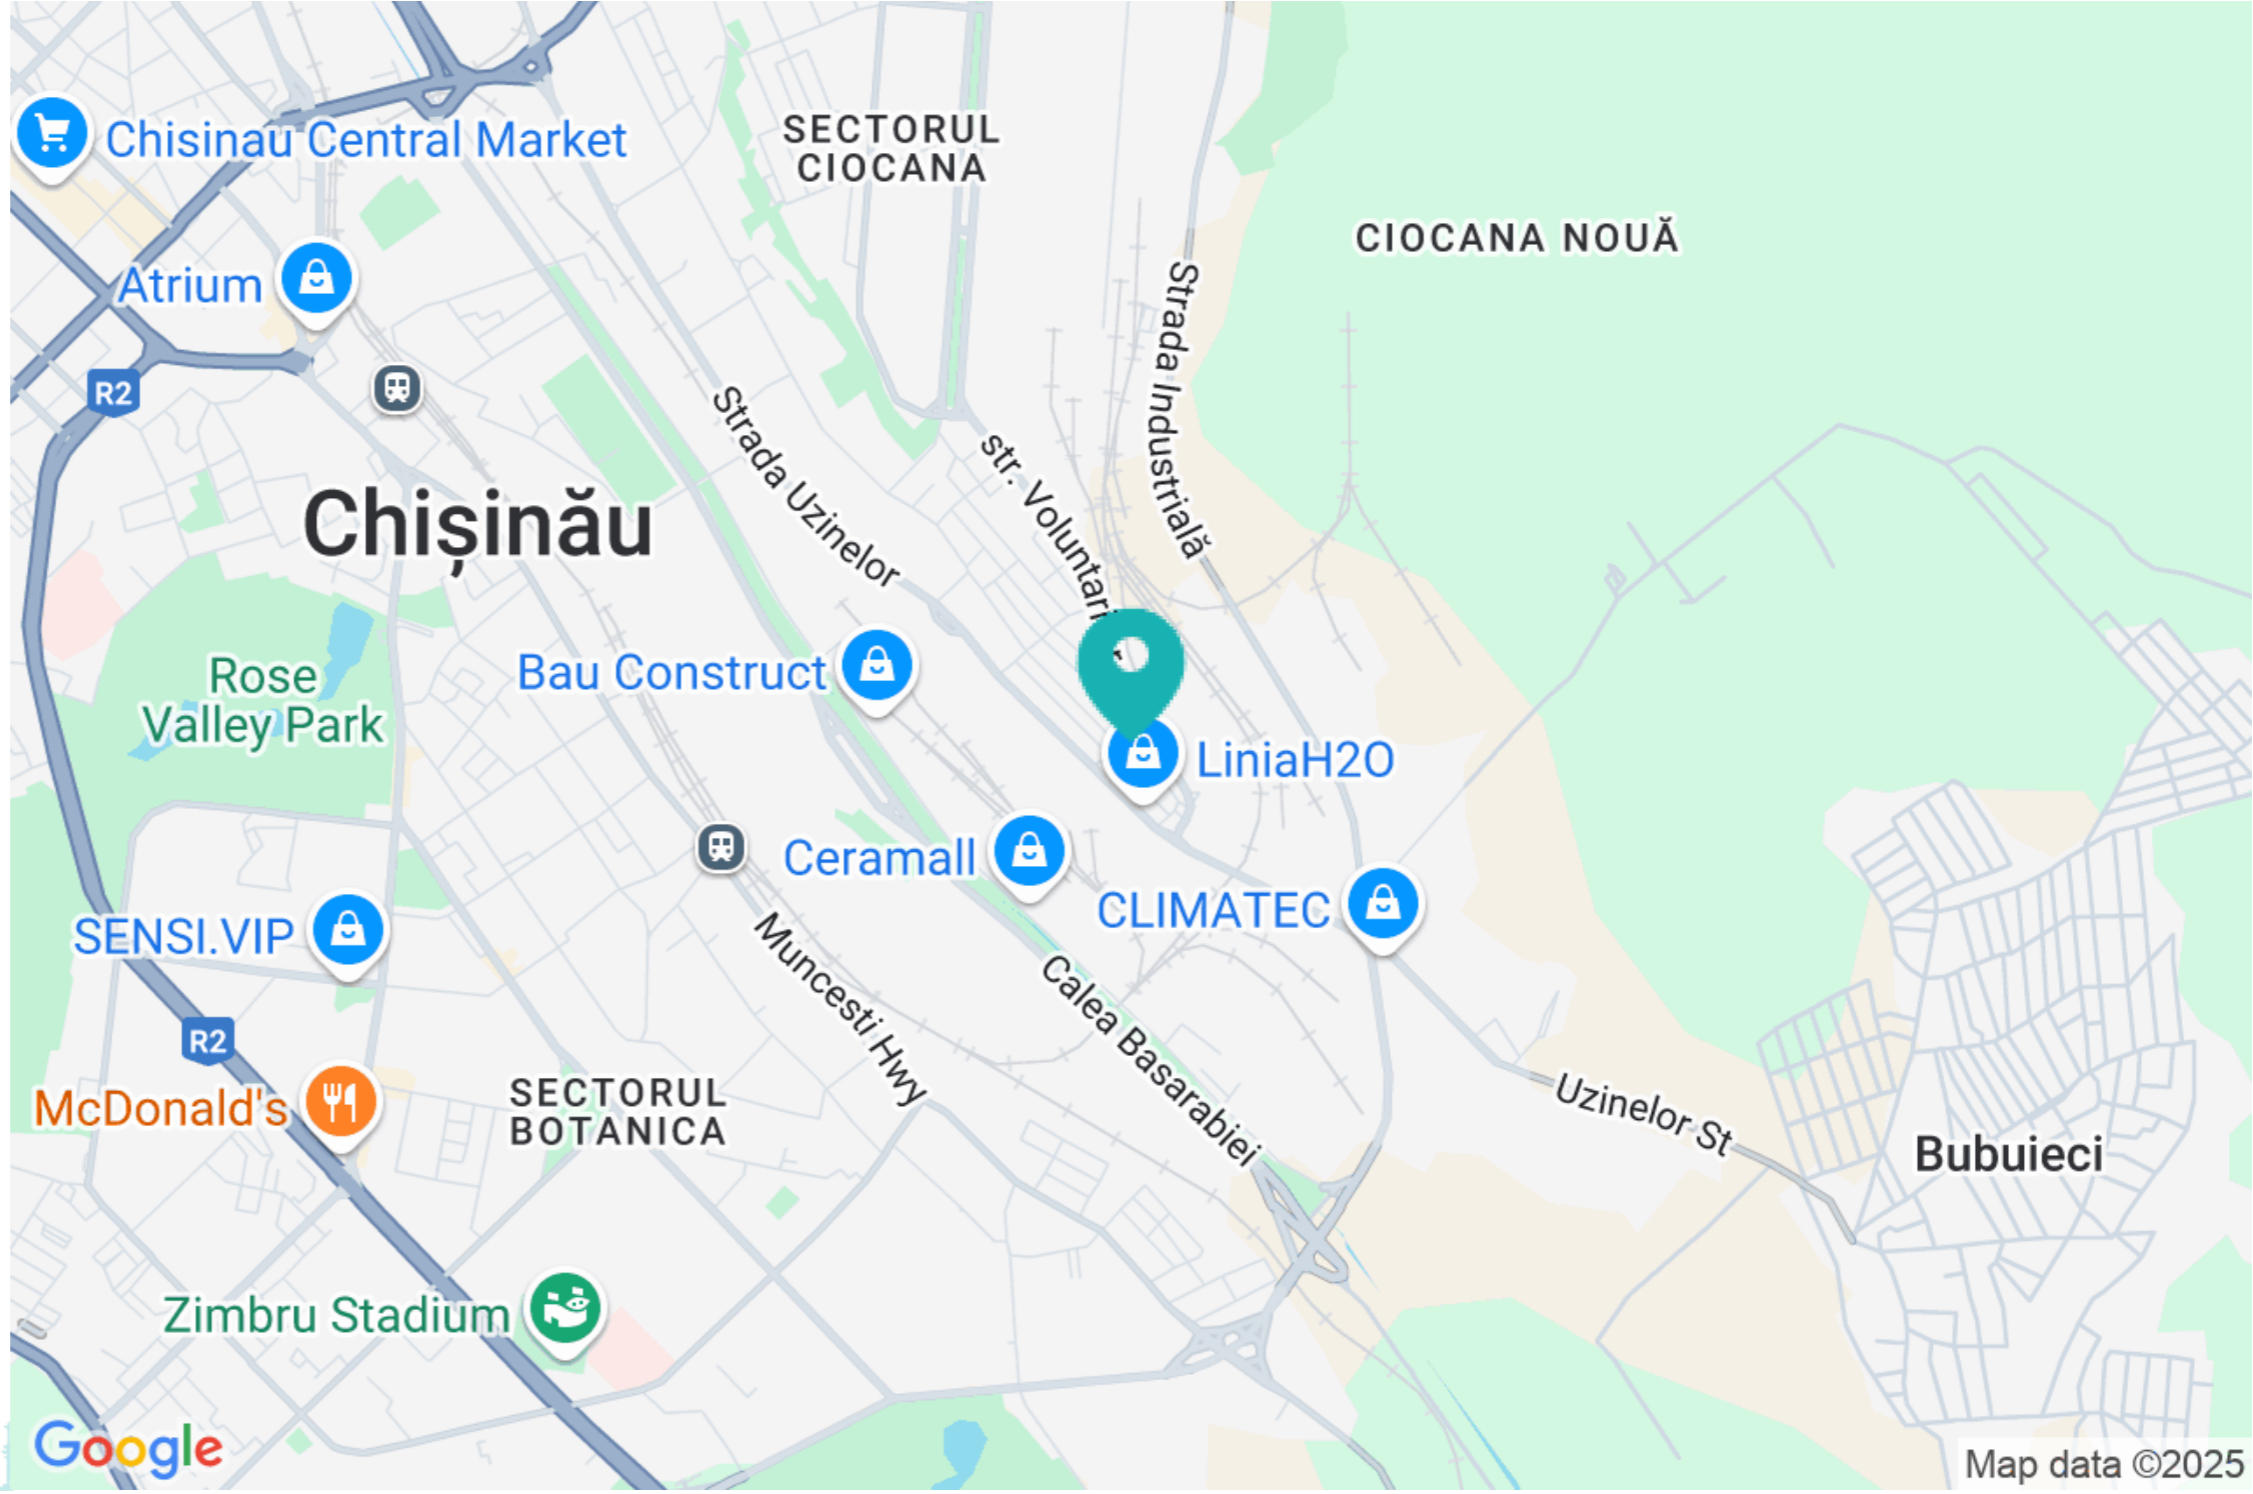 SECTORUL
CIOCANA
Chisinau Central Market
CIOCANA NOUĂ
Atrium
Strada Industrială
R2
Strada Uzinelor
str. Voluntari
Chișinău
Rose
Valley Park
Bau Construct
LiniaH2O
Ceramall
CLIMATEC
SENSI.VIP
Muncesti Hwy
Calea Basarabiei
R2
McDonald's
SECTORUL
BOTANICA
Uzinelor St
Bubuieci
Zimbru Stadium
Google
Map data ©2025